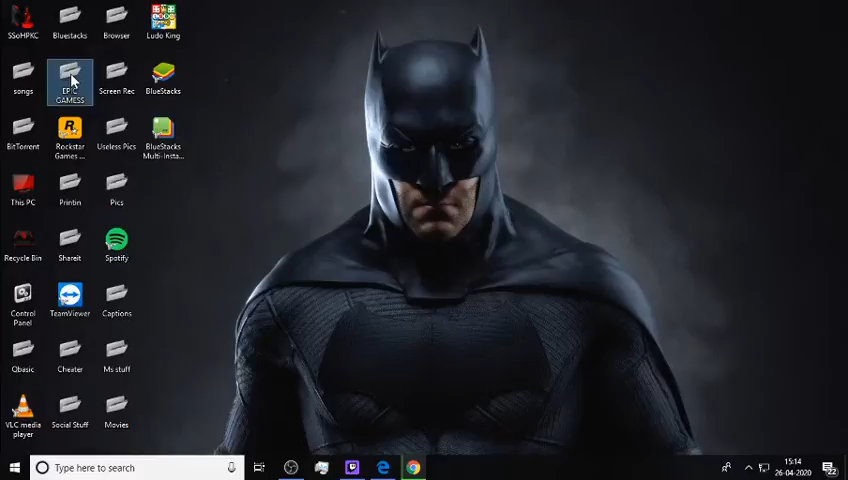 SSoHPKC
Bluestacks
Browser
Ludo King
songs
EPIC
GAMESS
Screen Rec
BlueStacks
BitTorrent
Rockstar
Games ...
Useless Pics
BlueStacks
Multi-Insta...
This PC
Printin
Pics
Recycle Bin
Shareit
Spotify
Control
Panel
TeamViewer
Captions
Qbasic
Cheater
Ms stuff
VLC media
player
Social Stuff
Movies
Type here to search
15:14
26-04-2020
22